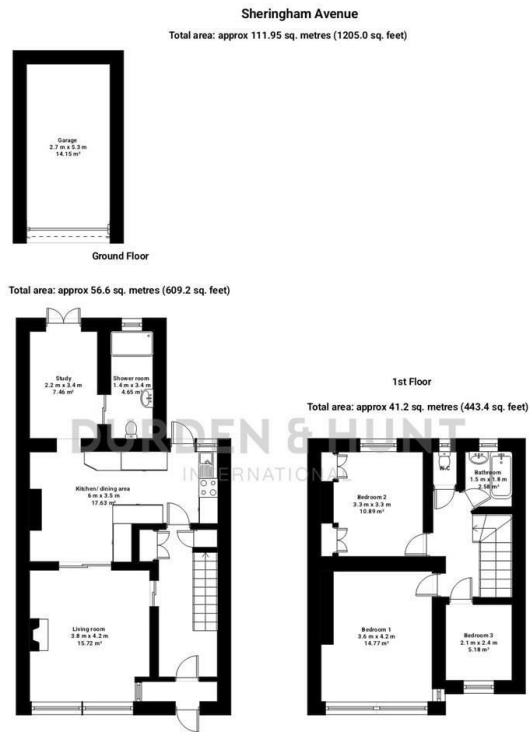 Sheringham Avenue
Total area: approx 111.95 sq. metres (1205.0 sq. feet)
Garage
2.7 m x 5.3 m
14.15 m²
Ground Floor
Total area: approx 56.6 sq. metres (609.2 sq. feet)
Study
2.2 m x 3.4 m
7.46 m²
Shower room
1.4 m x 3.4 m
4.65 m²
Kitchen/ dining area
6 m x 3.5 m
17.63 m²
Living room
3.8 m x 4.2 m
15.72 m²
1st Floor
Total area: approx 41.2 sq. metres (443.4 sq. feet)
W.C
Bathroom
1.5 m x 1.8 m
2.58 m²
Bedroom 2
3.3 m x 3.3 m
10.89 m²
Bedroom 1
3.6 m x 4.2 m
14.77 m²
Bedroom 3
2.1 m x 2.4 m
5.18 m²
DURDEN & HUNT
INTERNATIONAL